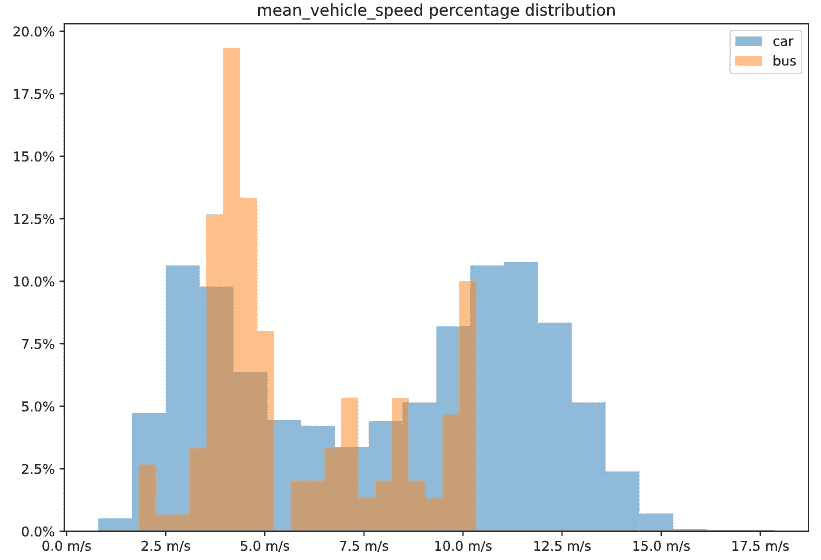 mean_vehicle_speed percentage distribution
20.0%
17.5%
15.0%
12.5%
10.0%
7.5%
5.0%
2.5%
0.0%
car
bus
0.0 m/s 2.5 m/s 5.0 m/s 7.5 m/s 10.0 m/s 12.5 m/s 15.0 m/s 17.5 m/s